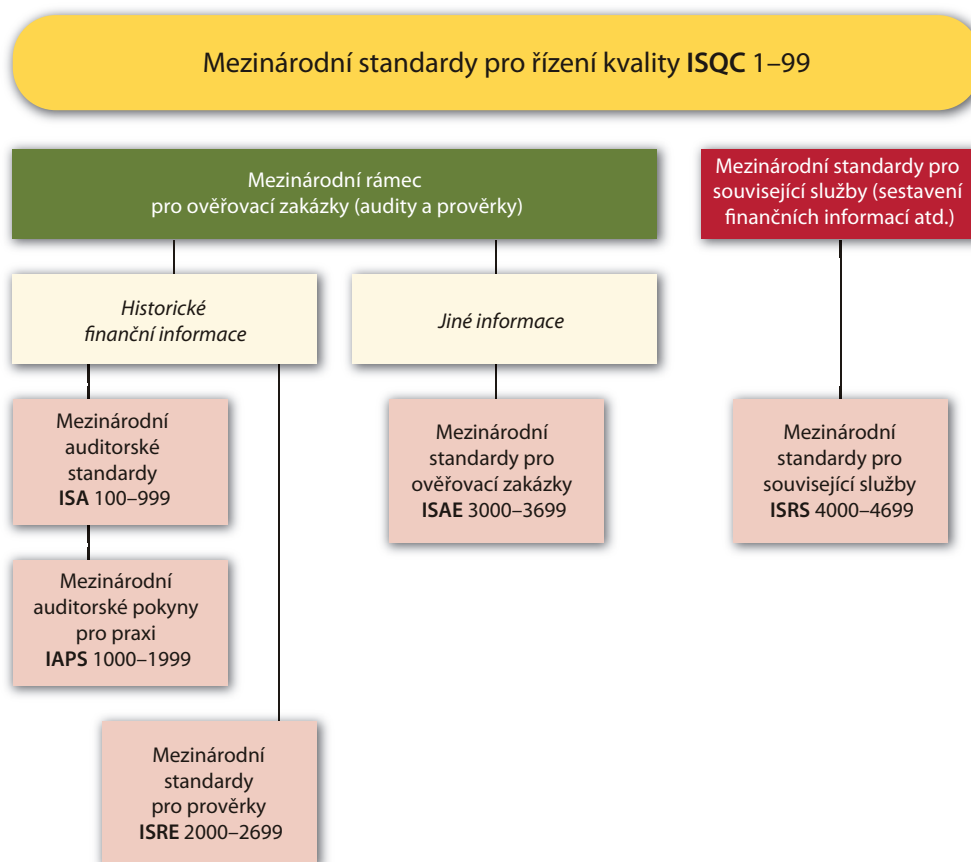 Mezinárodní standardy pro řízení kvality ISQC 1–99
Mezinárodní rámec
pro ověřovací zakázky (audity a prověrky)
Mezinárodní standardy pro
související služby (sestavení
finančních informací atd.)
Historické
finanční informace
Jiné informace
Mezinárodní
auditorské
standardy
ISA 100–999
Mezinárodní
standardy pro
ověřovací zakázky
ISAE 3000–3699
Mezinárodní
standardy pro
související služby
ISRS 4000–4699
Mezinárodní
auditorské pokyny
pro praxi
IAPS 1000–1999
Mezinárodní
standardy
pro prověrky
ISRE 2000–2699